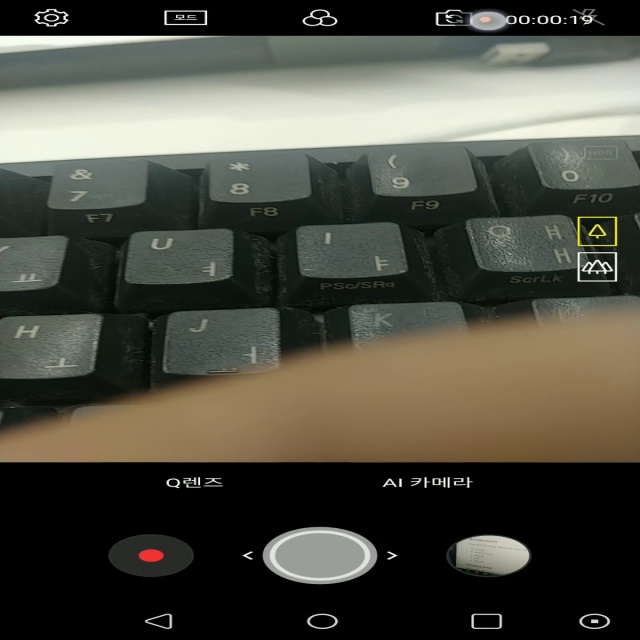 모드
00:00:19
HDR
& * ( )
7 8 9 0
F7 F8 F9 F10
U I O ㅐ
ㅕ ㅑ ㅒ
PSc/SRq ScrLk
H J K
ㅗ ㅓ
Q렌즈 AI 카메라